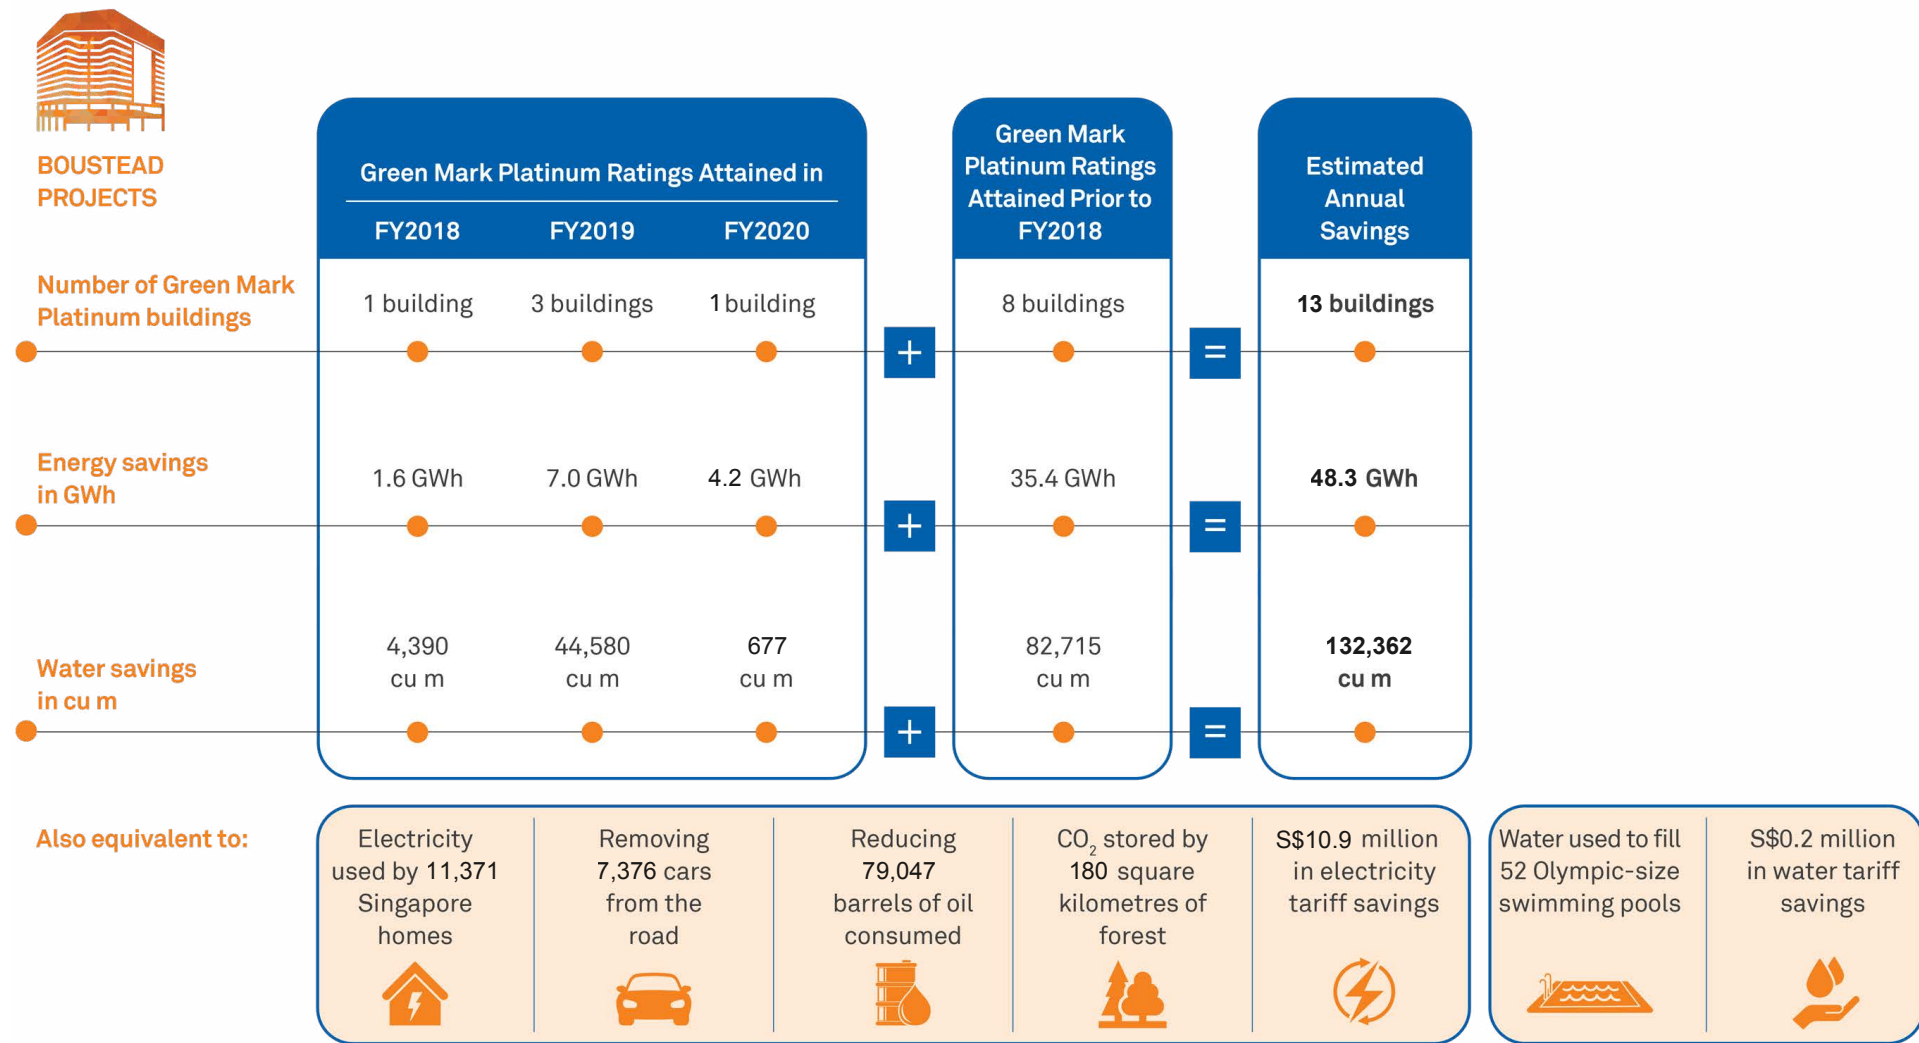 BOUSTEAD
PROJECTS
Green Mark Platinum Ratings Attained in
FY2018 FY2019 FY2020
Green Mark
Platinum Ratings
Attained Prior to
FY2018
Estimated
Annual
Savings
Number of Green Mark
Platinum buildings
1 building 3 buildings 1 building + 8 buildings = 13 buildings
Energy savings
in GWh
1.6 GWh 7.0 GWh 4.2 GWh + 35.4 GWh = 48.3 GWh
Water savings
in cu m
4,390 44,580 677 82,715 132,362
cu m cu m cu m + cu m = cu m
Also equivalent to:
Electricity
used by 11,371
Singapore
homes
Removing
7,376 cars
from the
road
Reducing
79,047
barrels of oil
consumed
CO₂ stored by
180 square
kilometres of
forest
S$10.9 million
in electricity
tariff savings
Water used to fill
52 Olympic-size
swimming pools
S$0.2 million
in water tariff
savings